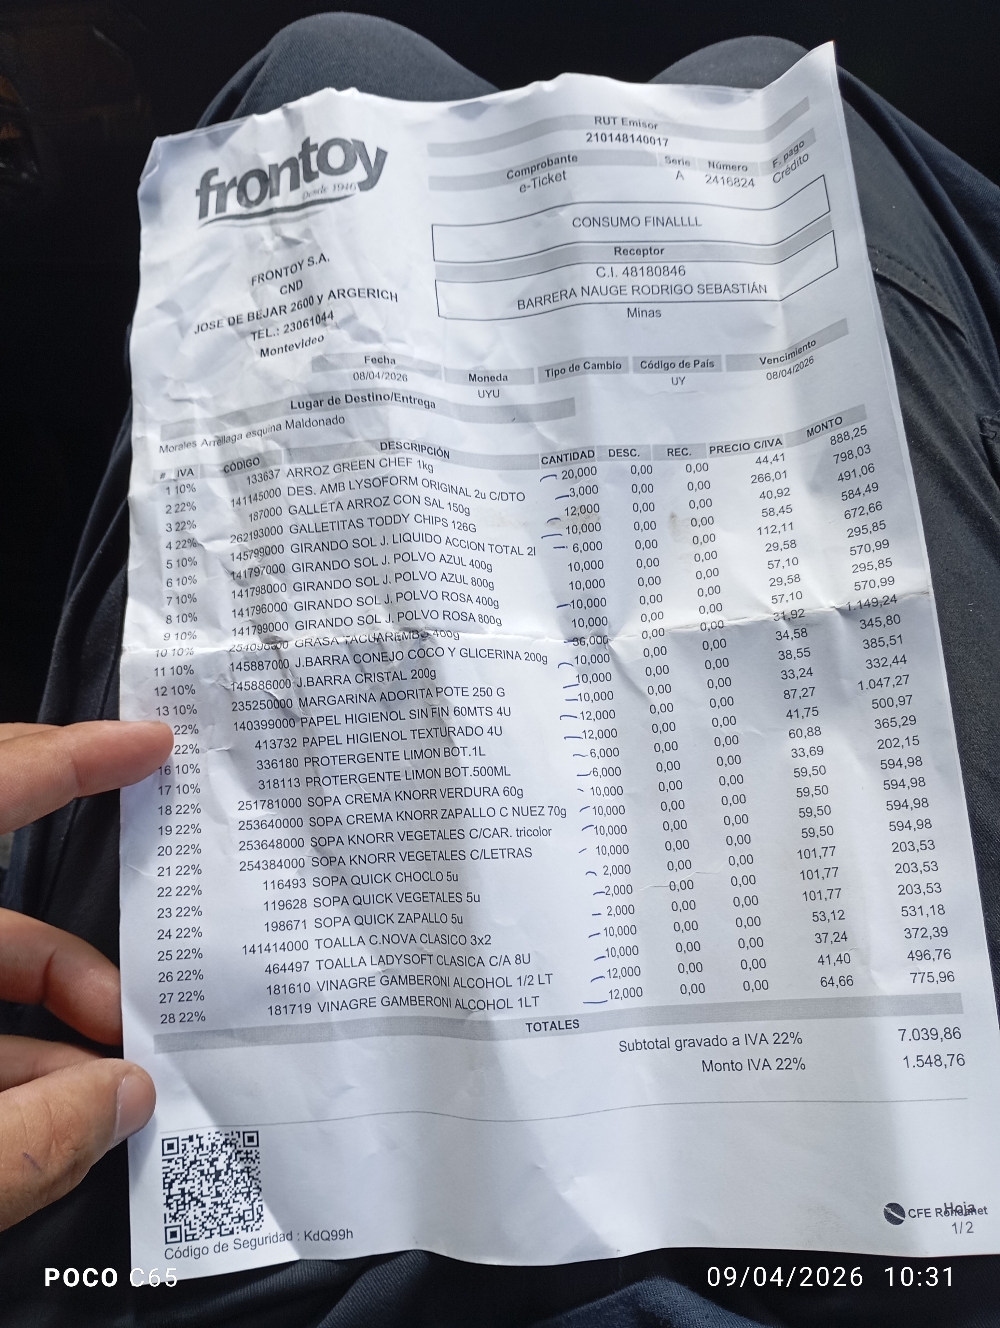 frontoy
Desde 1946
RUT Emisor
210148140017
Comprobante Serie Número F. pago
e-Ticket A 2416824 Crédito
CONSUMO FINALLLL
Receptor
C.I. 48180846
BARRERA NAUGE RODRIGO SEBASTIÁN
Minas
FRONTOY S.A.
CND
JOSE DE BEJAR 2600 y ARGERICH
TEL.: 23061044
Montevideo
Fecha Moneda Tipo de Cambio Código de País Vencimiento
08/04/2026 UYU UY 08/04/2026
Lugar de Destino/Entrega
Morales Arrillaga esquina Maldonado
# IVA CÓDIGO DESCRIPCIÓN CANTIDAD DESC. REC. PRECIO C/IVA MONTO
1 10% 133637 ARROZ GREEN CHEF 1kg 20,000 0,00 0,00 44,41 888,25
2 22% 141145000 DES. AMB LYSOFORM ORIGINAL 2u C/DTO 3,000 0,00 0,00 266,01 798,03
3 22% 187000 GALLETA ARROZ CON SAL 150g 12,000 0,00 0,00 40,92 491,06
4 22% 262193000 GALLETITAS TODDY CHIPS 126G 10,000 0,00 0,00 58,45 584,49
5 10% 145799000 GIRANDO SOL J. LIQUIDO ACCION TOTAL 2l 6,000 0,00 0,00 112,11 672,66
6 10% 141797000 GIRANDO SOL J. POLVO AZUL 400g 10,000 0,00 0,00 29,58 295,85
7 10% 141798000 GIRANDO SOL J. POLVO AZUL 800g 10,000 0,00 0,00 57,10 570,99
8 10% 141796000 GIRANDO SOL J. POLVO ROSA 400g 10,000 0,00 0,00 29,58 295,85
9 10% 141799000 GIRANDO SOL J. POLVO ROSA 800g 10,000 0,00 0,00 57,10 570,99
10 10% GRASA TACUAREMBO 400g 36,000 0,00 0,00 31,92 1.149,24
11 10% 145887000 J.BARRA CONEJO COCO Y GLICERINA 200g 10,000 0,00 0,00 34,58 345,80
12 10% 145886000 J.BARRA CRISTAL 200g 10,000 0,00 0,00 38,55 385,51
13 10% 235250000 MARGARINA ADORITA POTE 250 G 10,000 0,00 0,00 33,24 332,44
22% 140399000 PAPEL HIGIENOL SIN FIN 60MTS 4U 12,000 0,00 0,00 87,27 1.047,27
22% 413732 PAPEL HIGIENOL TEXTURADO 4U 12,000 0,00 0,00 41,75 500,97
16 10% 336180 PROTERGENTE LIMON BOT.1L 6,000 0,00 0,00 60,88 365,29
17 10% 318113 PROTERGENTE LIMON BOT.500ML 6,000 0,00 0,00 33,69 202,15
18 22% 251781000 SOPA CREMA KNORR VERDURA 60g 10,000 0,00 0,00 59,50 594,98
19 22% 253640000 SOPA CREMA KNORR ZAPALLO C NUEZ 70g 10,000 0,00 0,00 59,50 594,98
20 22% 253648000 SOPA KNORR VEGETALES C/CAR. tricolor 10,000 0,00 0,00 59,50 594,98
21 22% 254384000 SOPA KNORR VEGETALES C/LETRAS 10,000 0,00 0,00 59,50 594,98
22 22% 116493 SOPA QUICK CHOCLO 5u 2,000 0,00 0,00 101,77 203,53
23 22% 119628 SOPA QUICK VEGETALES 5u 2,000 0,00 0,00 101,77 203,53
24 22% 198671 SOPA QUICK ZAPALLO 5u 2,000 0,00 0,00 101,77 203,53
25 22% 141414000 TOALLA C.NOVA CLASICO 3x2 10,000 0,00 0,00 53,12 531,18
26 22% 464497 TOALLA LADYSOFT CLASICA C/A 8U 10,000 0,00 0,00 37,24 372,39
27 22% 181610 VINAGRE GAMBERONI ALCOHOL 1/2 LT 12,000 0,00 0,00 41,40 496,76
28 22% 181719 VINAGRE GAMBERONI ALCOHOL 1LT 12,000 0,00 0,00 64,66 775,96
TOTALES
Subtotal gravado a IVA 22% 7.039,86
Monto IVA 22% 1.548,76
Código de Seguridad : KdQ99h
CFE
Hoja
1/2
POCO C65
09/04/2026 10:31